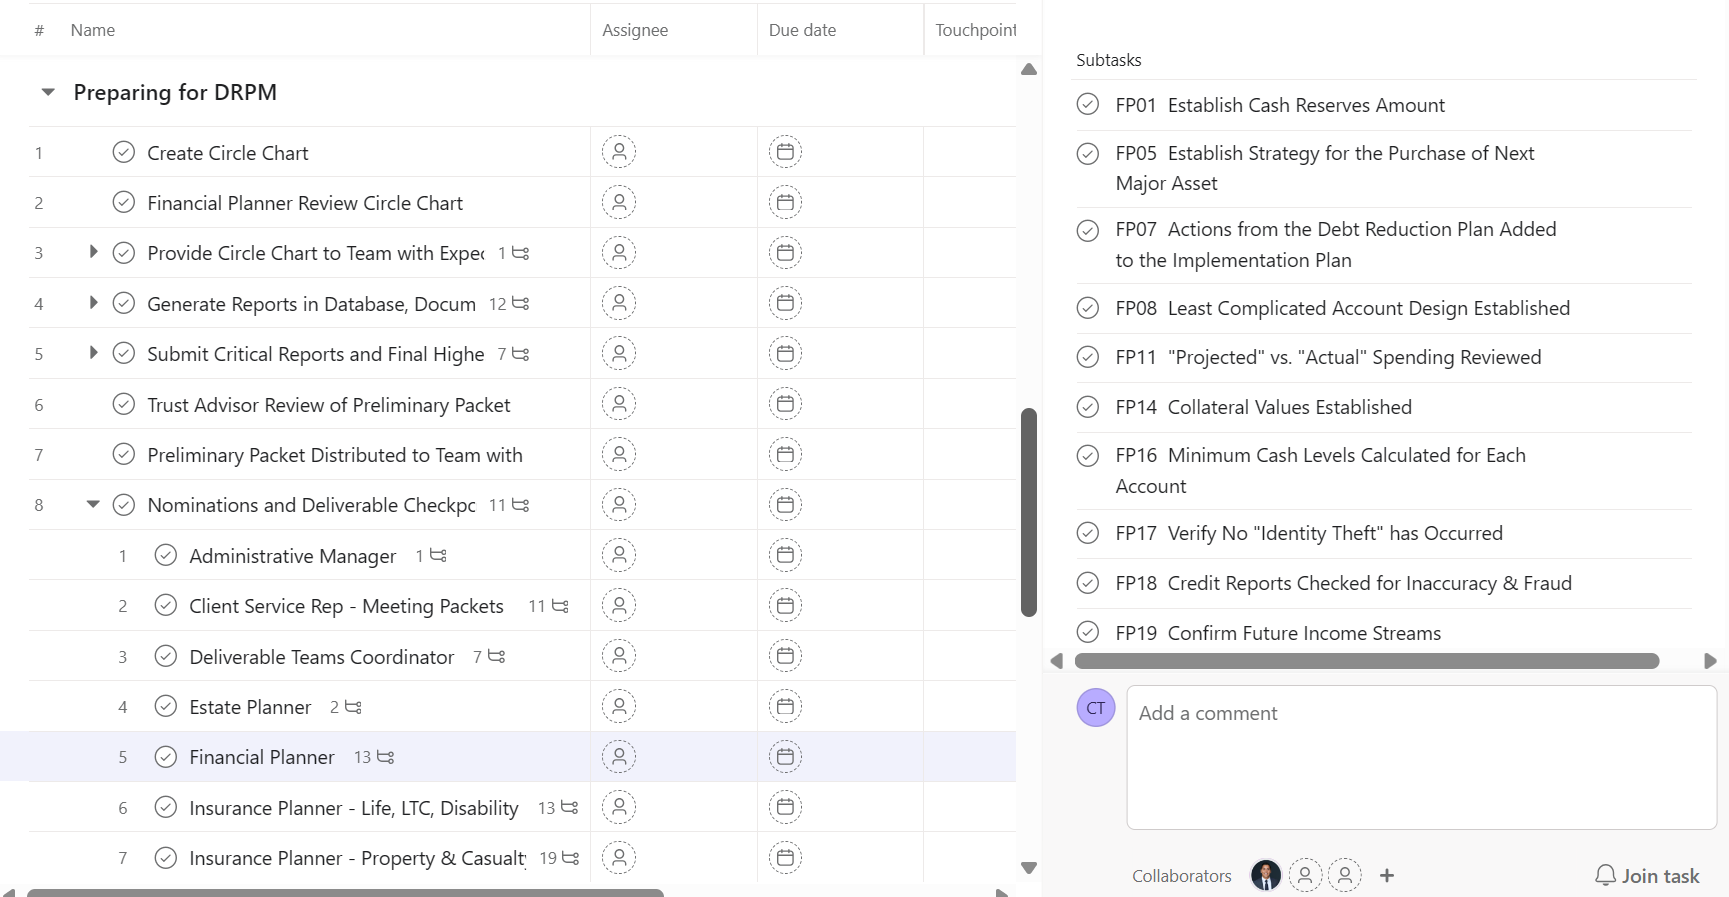 # Name Assignee Due date Touchpoint
Preparing for DRPM
1 Create Circle Chart
2 Financial Planner Review Circle Chart
3 Provide Circle Chart to Team with Expec 1
4 Generate Reports in Database, Docum 12
5 Submit Critical Reports and Final Highe 7
6 Trust Advisor Review of Preliminary Packet
7 Preliminary Packet Distributed to Team with
8 Nominations and Deliverable Checkpo 11
1 Administrative Manager 1
2 Client Service Rep - Meeting Packets 11
3 Deliverable Teams Coordinator 7
4 Estate Planner 2
5 Financial Planner 13
6 Insurance Planner - Life, LTC, Disability 13
7 Insurance Planner - Property & Casualty 19
Subtasks
FP01 Establish Cash Reserves Amount
FP05 Establish Strategy for the Purchase of Next
Major Asset
FP07 Actions from the Debt Reduction Plan Added
to the Implementation Plan
FP08 Least Complicated Account Design Established
FP11 "Projected" vs. "Actual" Spending Reviewed
FP14 Collateral Values Established
FP16 Minimum Cash Levels Calculated for Each
Account
FP17 Verify No "Identity Theft" has Occurred
FP18 Credit Reports Checked for Inaccuracy & Fraud
FP19 Confirm Future Income Streams
CT
Add a comment
Collaborators
Join task